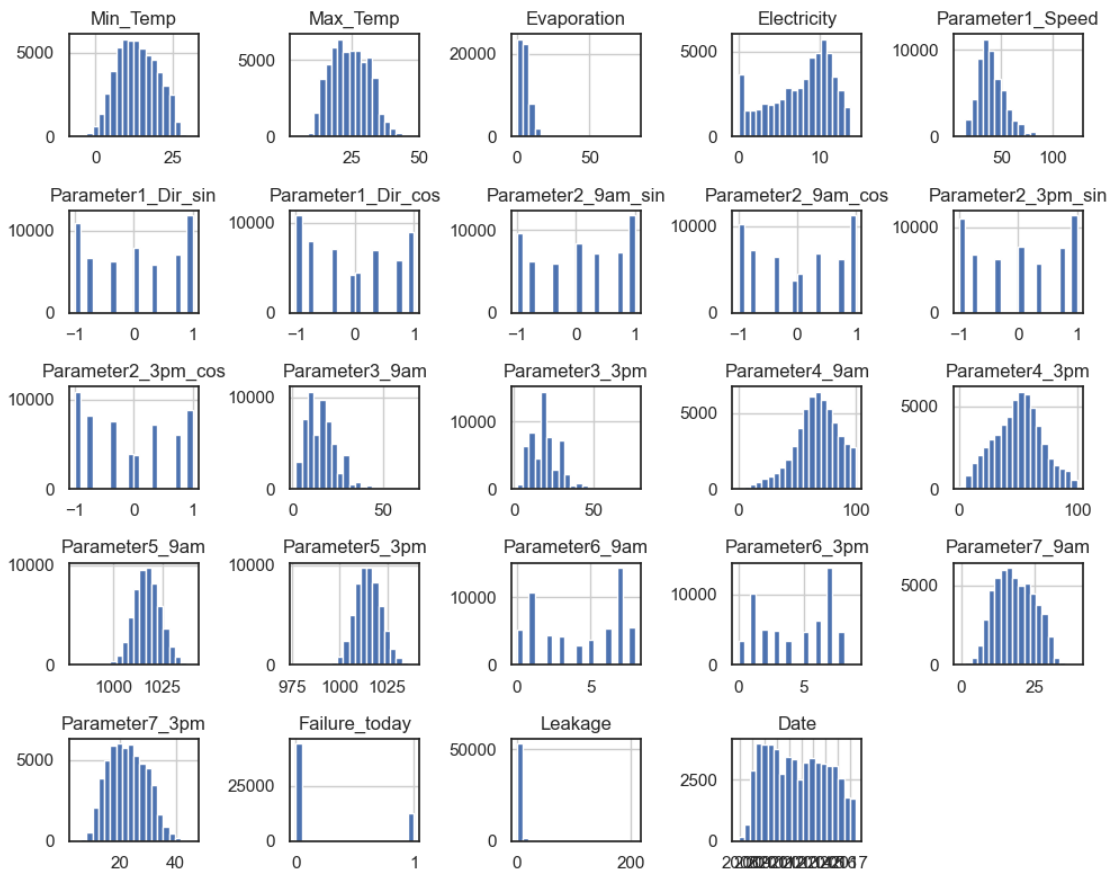 Min_Temp Max_Temp Evaporation Electricity Parameter1_Speed
5000 5000 20000 5000 10000
0 0 0 0 0
0 25 0 25 50 0 50 0 10 0 50 100
Parameter1_Dir_sin Parameter1_Dir_cos Parameter2_9am_sin Parameter2_9am_cos Parameter2_3pm_sin
10000 10000 10000 10000 10000
0 0 0 0 0
−1 0 1 −1 0 1 −1 0 1 −1 0 1 −1 0 1
Parameter2_3pm_cos Parameter3_9am Parameter3_3pm Parameter4_9am Parameter4_3pm
10000 10000 10000 5000 5000
0 0 0 0 0
−1 0 1 0 50 0 50 0 100 0 100
Parameter5_9am Parameter5_3pm Parameter6_9am Parameter6_3pm Parameter7_9am
10000 10000 10000 10000 5000
0 0 0 0 0
1000 1025 975 1000 1025 0 5 0 5 0 25
Parameter7_3pm Failure_today Leakage Date
5000 25000 50000 2500
0 0 0 0
20 40 0 1 0 200